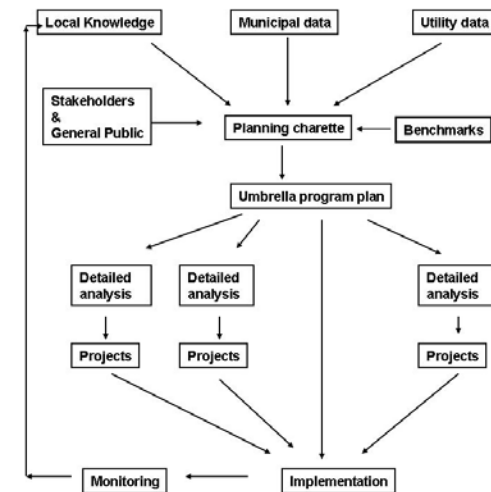 Local Knowledge
Municipal data
Utility data
Stakeholders
&
General Public
Planning charette
Benchmarks
Umbrella program plan
Detailed
analysis
Detailed
analysis
Detailed
analysis
Projects
Projects
Projects
Monitoring
Implementation